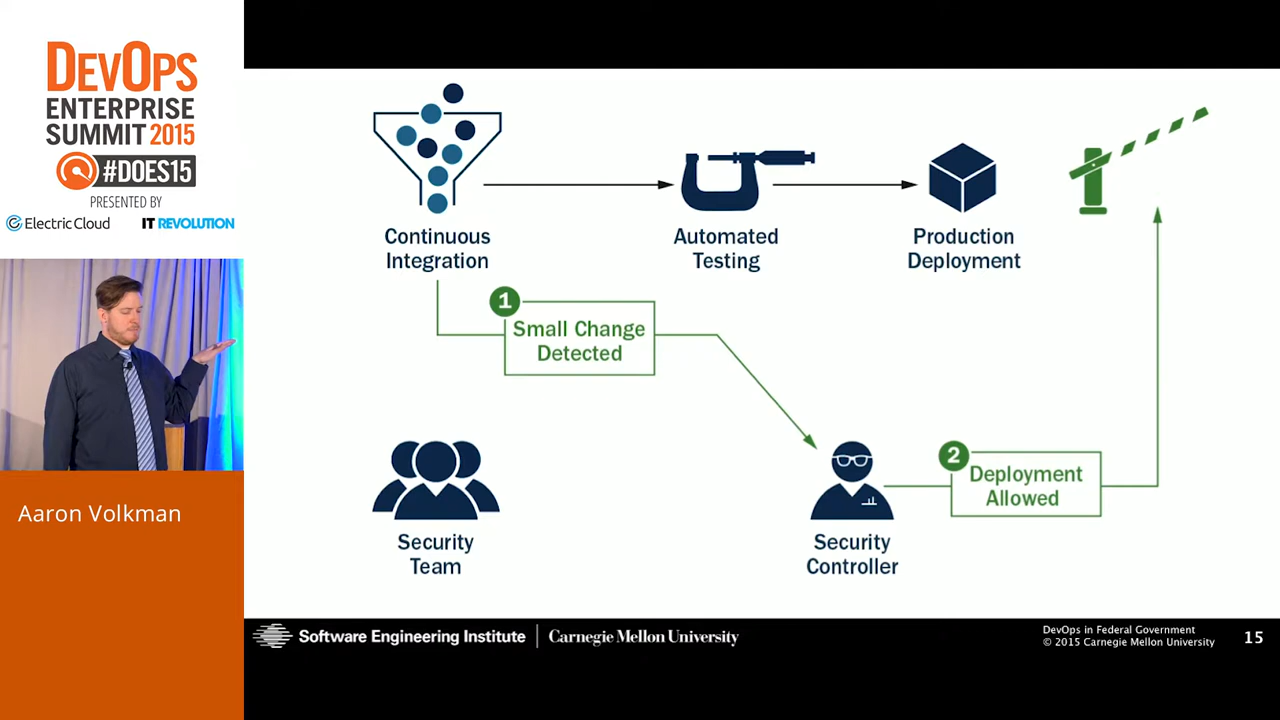 DEVOPS
ENTERPRISE
SUMMIT 2015
#DOES15
PRESENTED BY
Electric Cloud
IT REVOLUTION
Aaron Volkman
Continuous
Integration
Automated
Testing
Production
Deployment
1
Small Change
Detected
2
Deployment
Allowed
Security
Team
Security
Controller
Software Engineering Institute
Carnegie Mellon University
DevOps in Federal Government
© 2015 Carnegie Mellon University
15